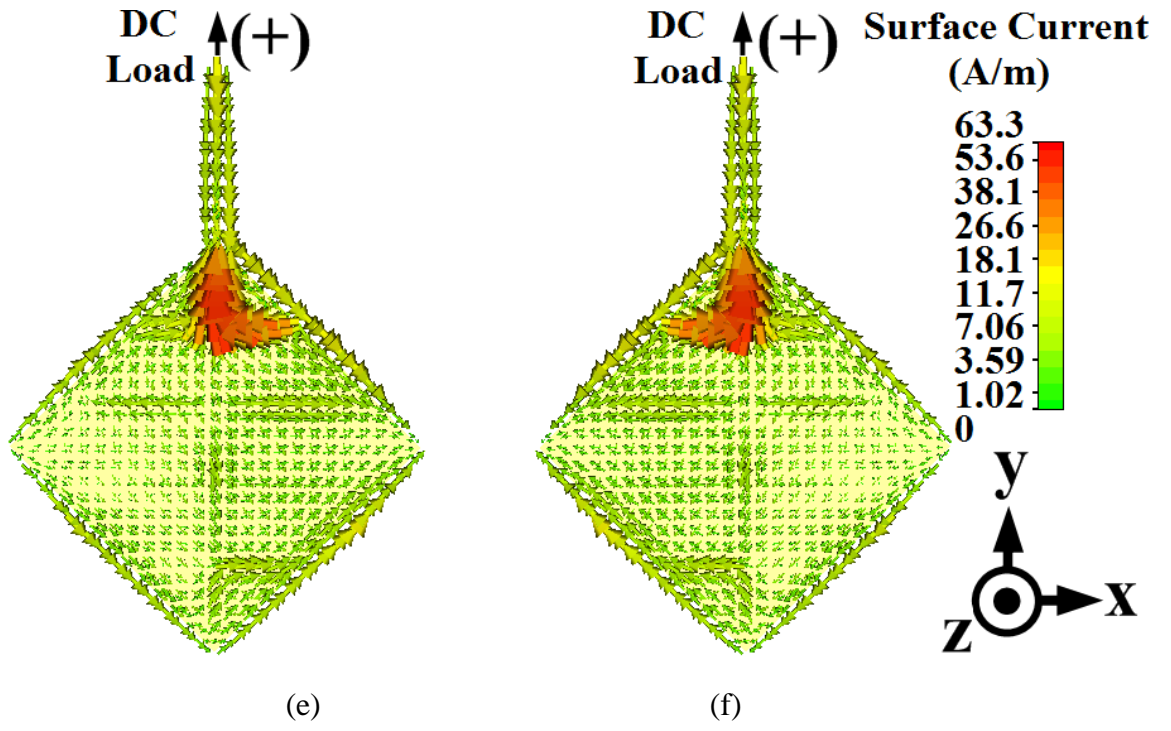 DC
Load
(+)
DC
Load
(+)
Surface Current
(A/m)
63.3
53.6
38.1
26.6
18.1
11.7
7.06
3.59
1.02
0
y
x
z
(e)
(f)